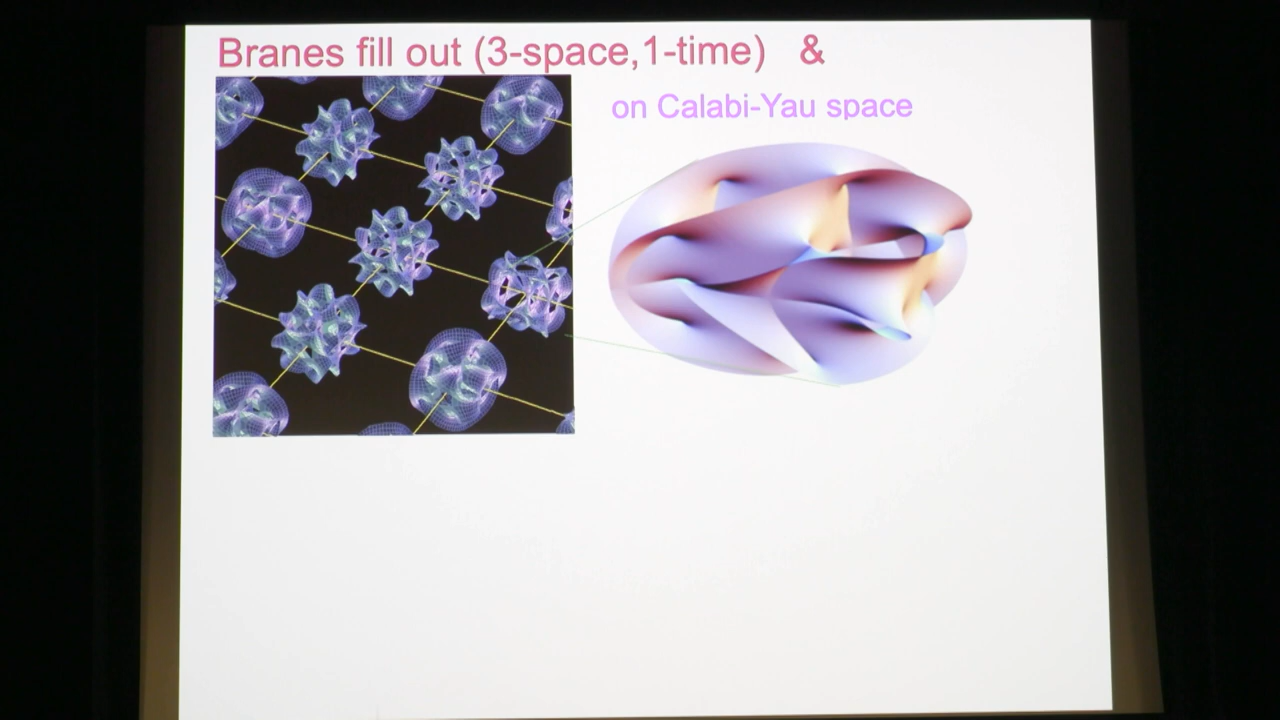 Branes fill out (3-space,1-time) &
on Calabi-Yau space